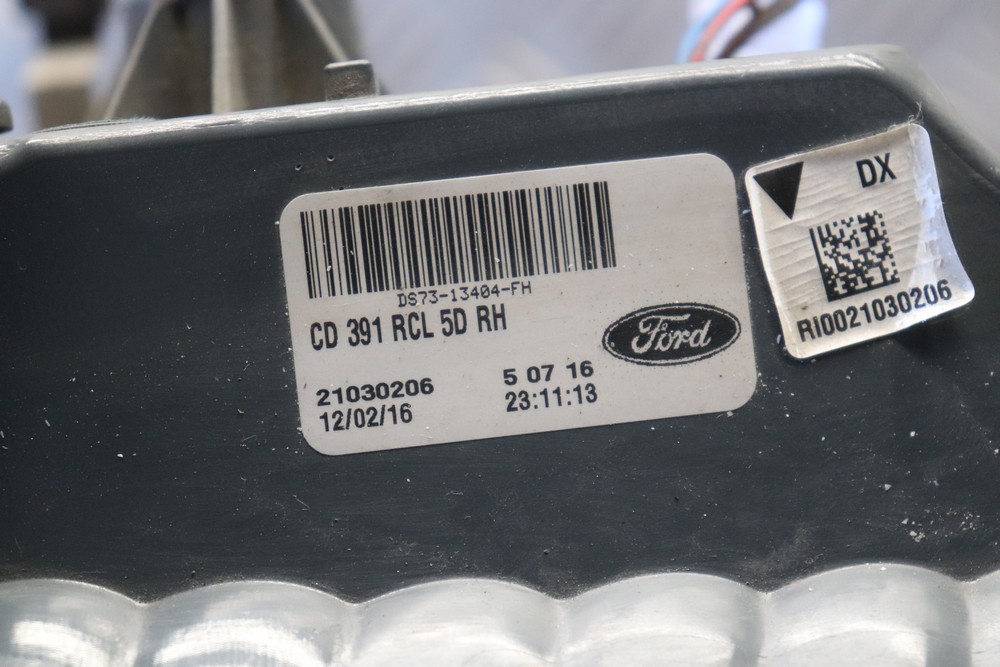 DS73-13404-FH
CD 391 RCL 5D RH
Ford
21030206
5 07 16
12/02/16
23:11:13
DX
RI0021030206